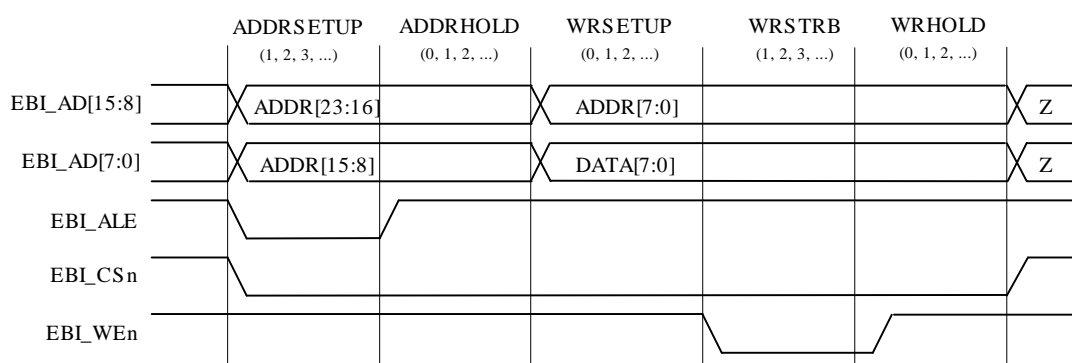 ADDRSETUP ADDRHOLD WRSETUP WRSTRB WRHOLD
(1, 2, 3, ...) (0, 1, 2, ...) (0, 1, 2, ...) (1, 2, 3, ...) (0, 1, 2, ...)
EBI_AD[15:8] ADDR[23:16] ADDR[7:0] Z
EBI_AD[7:0] ADDR[15:8] DATA[7:0] Z
EBI_ALE
EBI_CSn
EBI_WEn